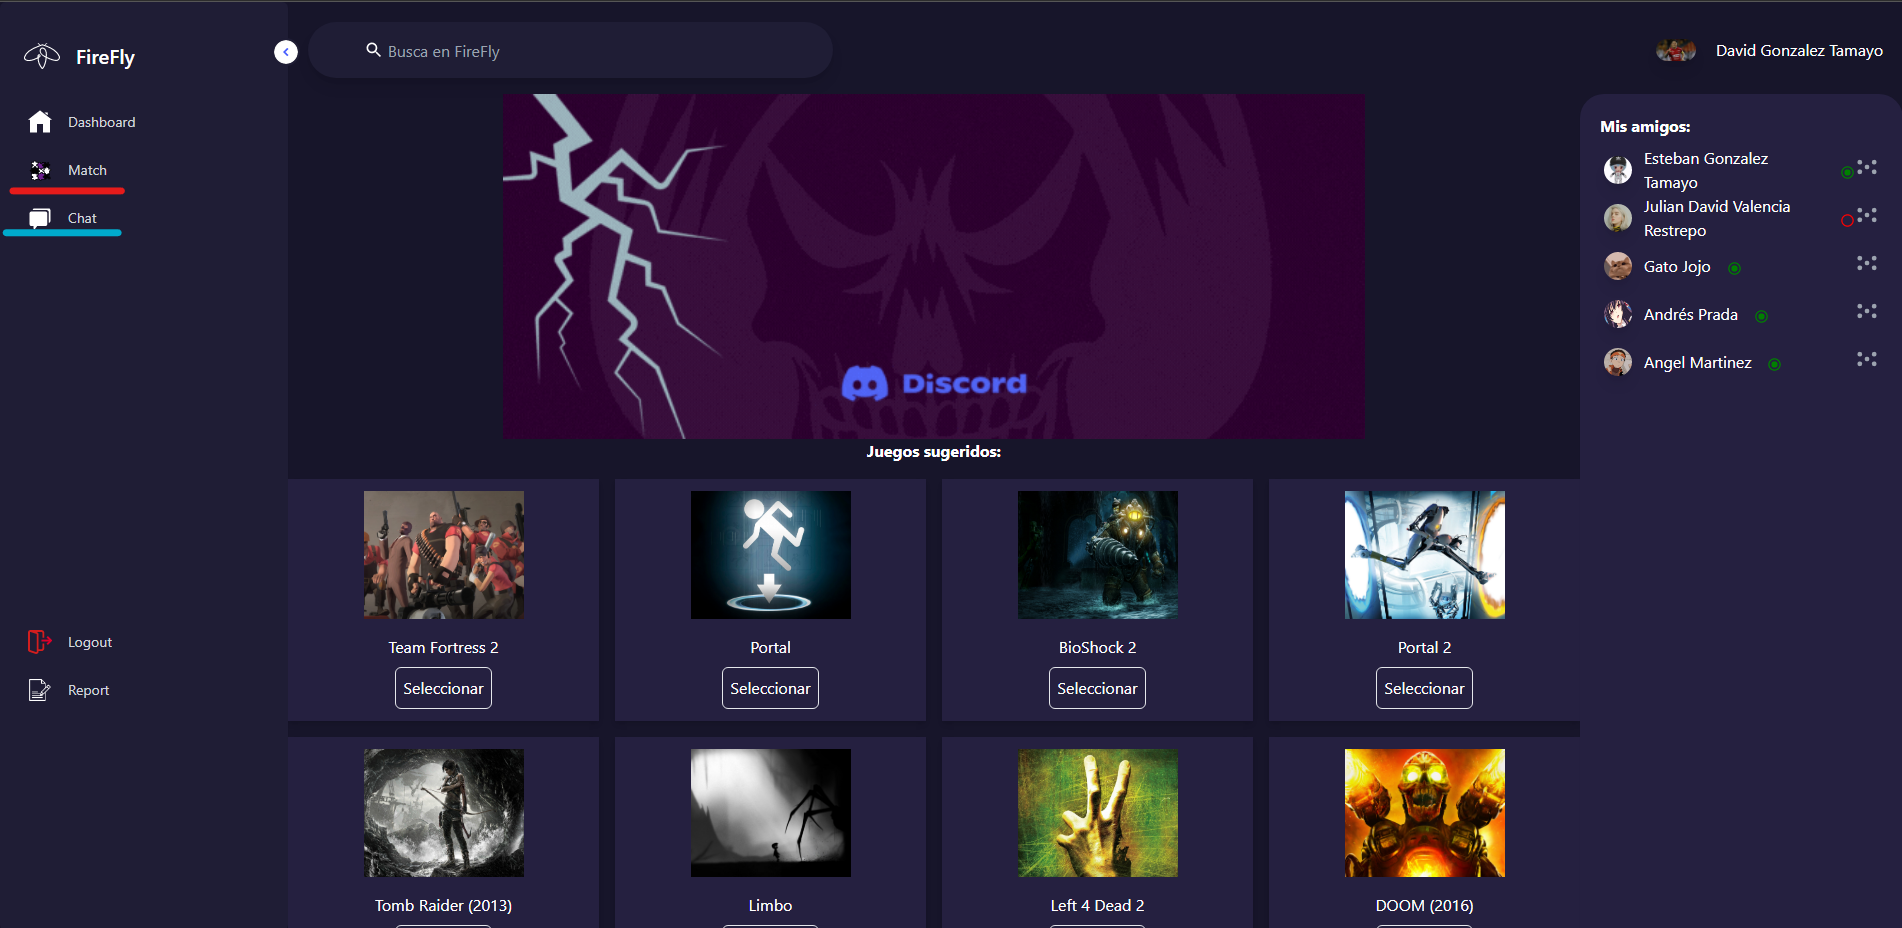 FireFly
Busca en FireFly
David Gonzalez Tamayo
Dashboard
Match
Chat
Logout
Report
Discord
Juegos sugeridos:
Team Fortress 2
Portal
BioShock 2
Portal 2
Seleccionar
Seleccionar
Seleccionar
Seleccionar
Tomb Raider (2013)
Limbo
Left 4 Dead 2
DOOM (2016)
Mis amigos:
Esteban Gonzalez
Tamayo
Julian David Valencia
Restrepo
Gato Jojo
Andrés Prada
Angel Martinez